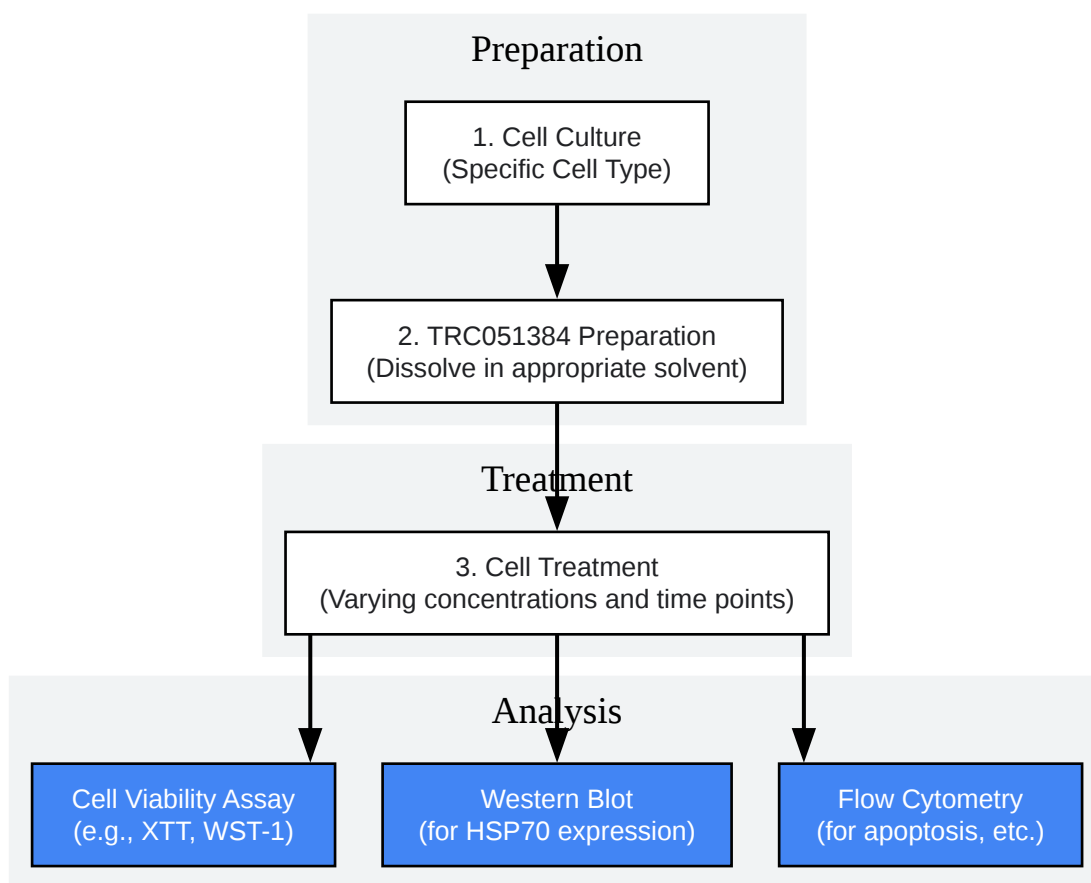 Preparation
1. Cell Culture
(Specific Cell Type)
2. TRC051384 Preparation
(Dissolve in appropriate solvent)
Treatment
3. Cell Treatment
(Varying concentrations and time points)
Analysis
Cell Viability Assay
(e.g., XTT, WST-1)
Western Blot
(for HSP70 expression)
Flow Cytometry
(for apoptosis, etc.)